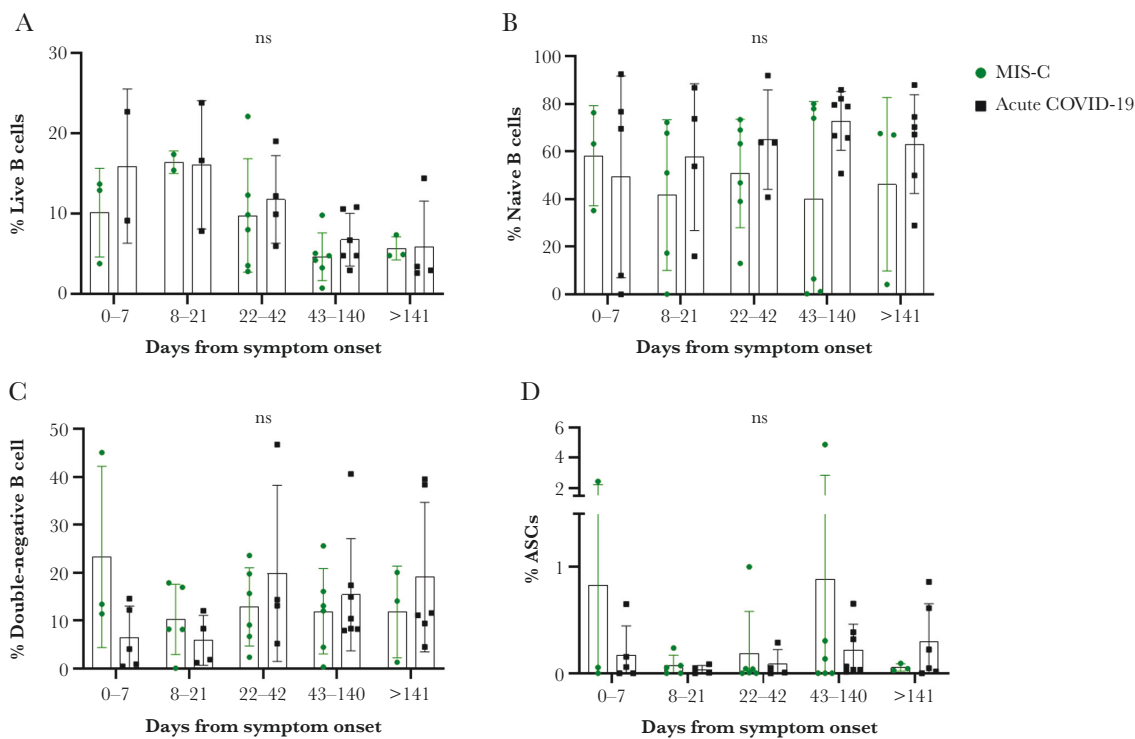 A
ns
30
20
10
0
% Live B cells
0–7
8–21
22–42
43–140
>141
Days from symptom onset
B
ns
100
80
60
40
20
0
% Naive B cells
0–7
8–21
22–42
43–140
>141
Days from symptom onset
MIS-C
Acute COVID-19
C
ns
50
40
30
20
10
0
% Double-negative B cell
0–7
8–21
22–42
43–140
>141
Days from symptom onset
D
ns
6
4
2
1
0
% ASCs
0–7
8–21
22–42
43–140
>141
Days from symptom onset